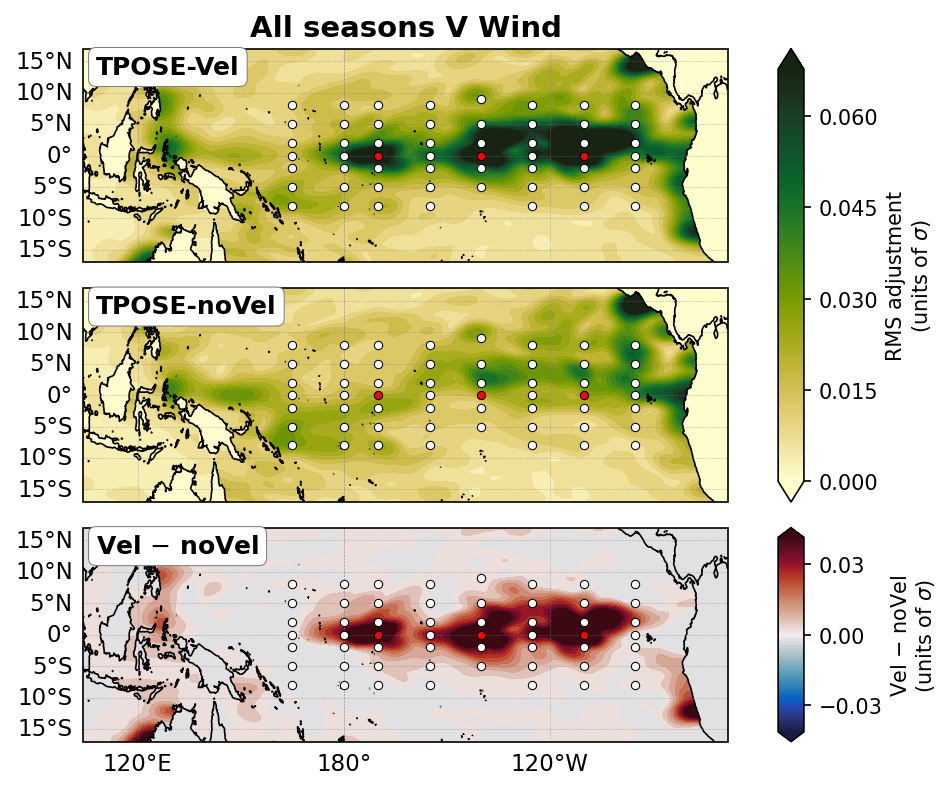 All seasons V Wind
TPOSE-Vel
15°N
10°N
5°N
0°
5°S
10°S
15°S
TPOSE-noVel
15°N
10°N
5°N
0°
5°S
10°S
15°S
Vel − noVel
15°N
10°N
5°N
0°
5°S
10°S
15°S
120°E
180°
120°W
0.060
0.045
0.030
0.015
0.000
RMS adjustment
(units of σ)
0.03
0.00
−0.03
Vel − noVel
(units of σ)